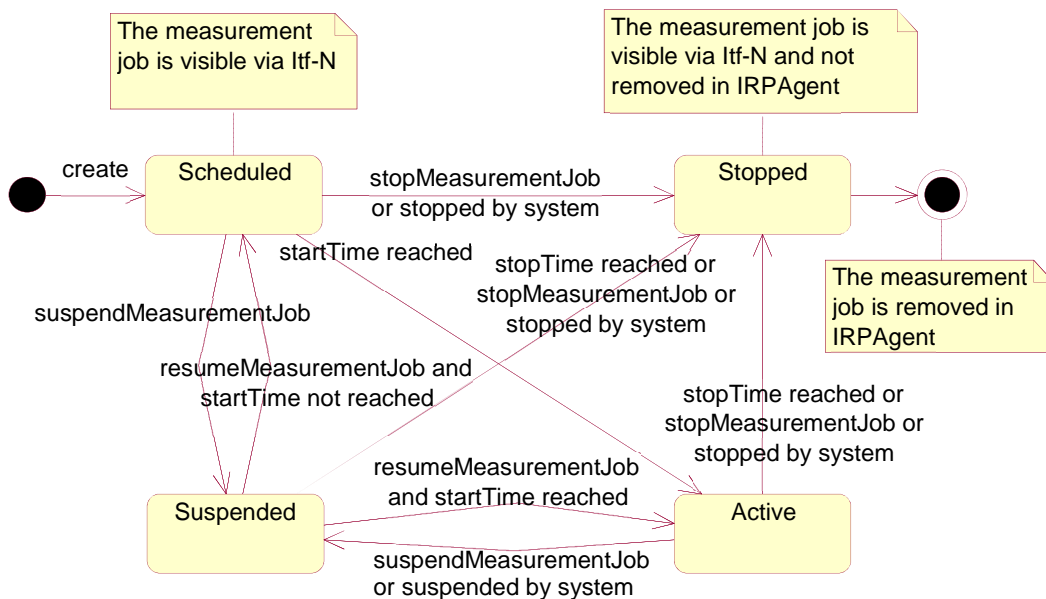 The measurement
job is visible via Itf-N
The measurement job is
visible via Itf-N and not
removed in IRPAgent
create
Scheduled
stopMeasurementJob
or stopped by system
Stopped
startTime reached
stopTime reached or
stopMeasurementJob or
stopped by system
The measurement
job is removed in
IRPAgent
suspendMeasurementJob
resumeMeasurementJob and
startTime not reached
stopTime reached or
stopMeasurementJob or
stopped by system
resumeMeasurementJob
and startTime reached
Suspended
Active
suspendMeasurementJob
or suspended by system